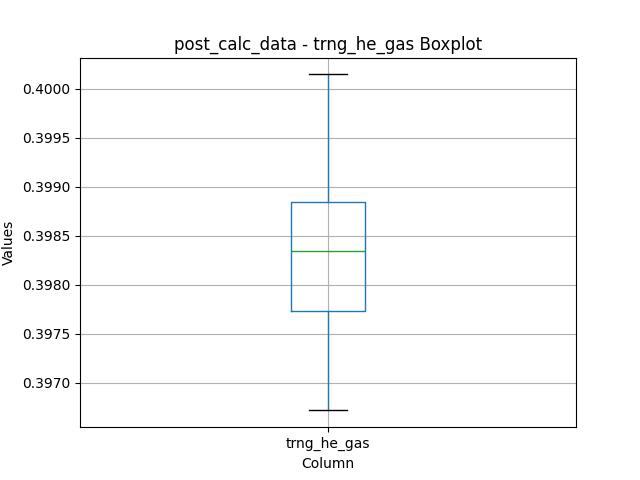 post_calc_data - trng_he_gas Boxplot
0.4000
0.3995
0.3990
0.3985
0.3980
0.3975
0.3970
Values
trng_he_gas
Column